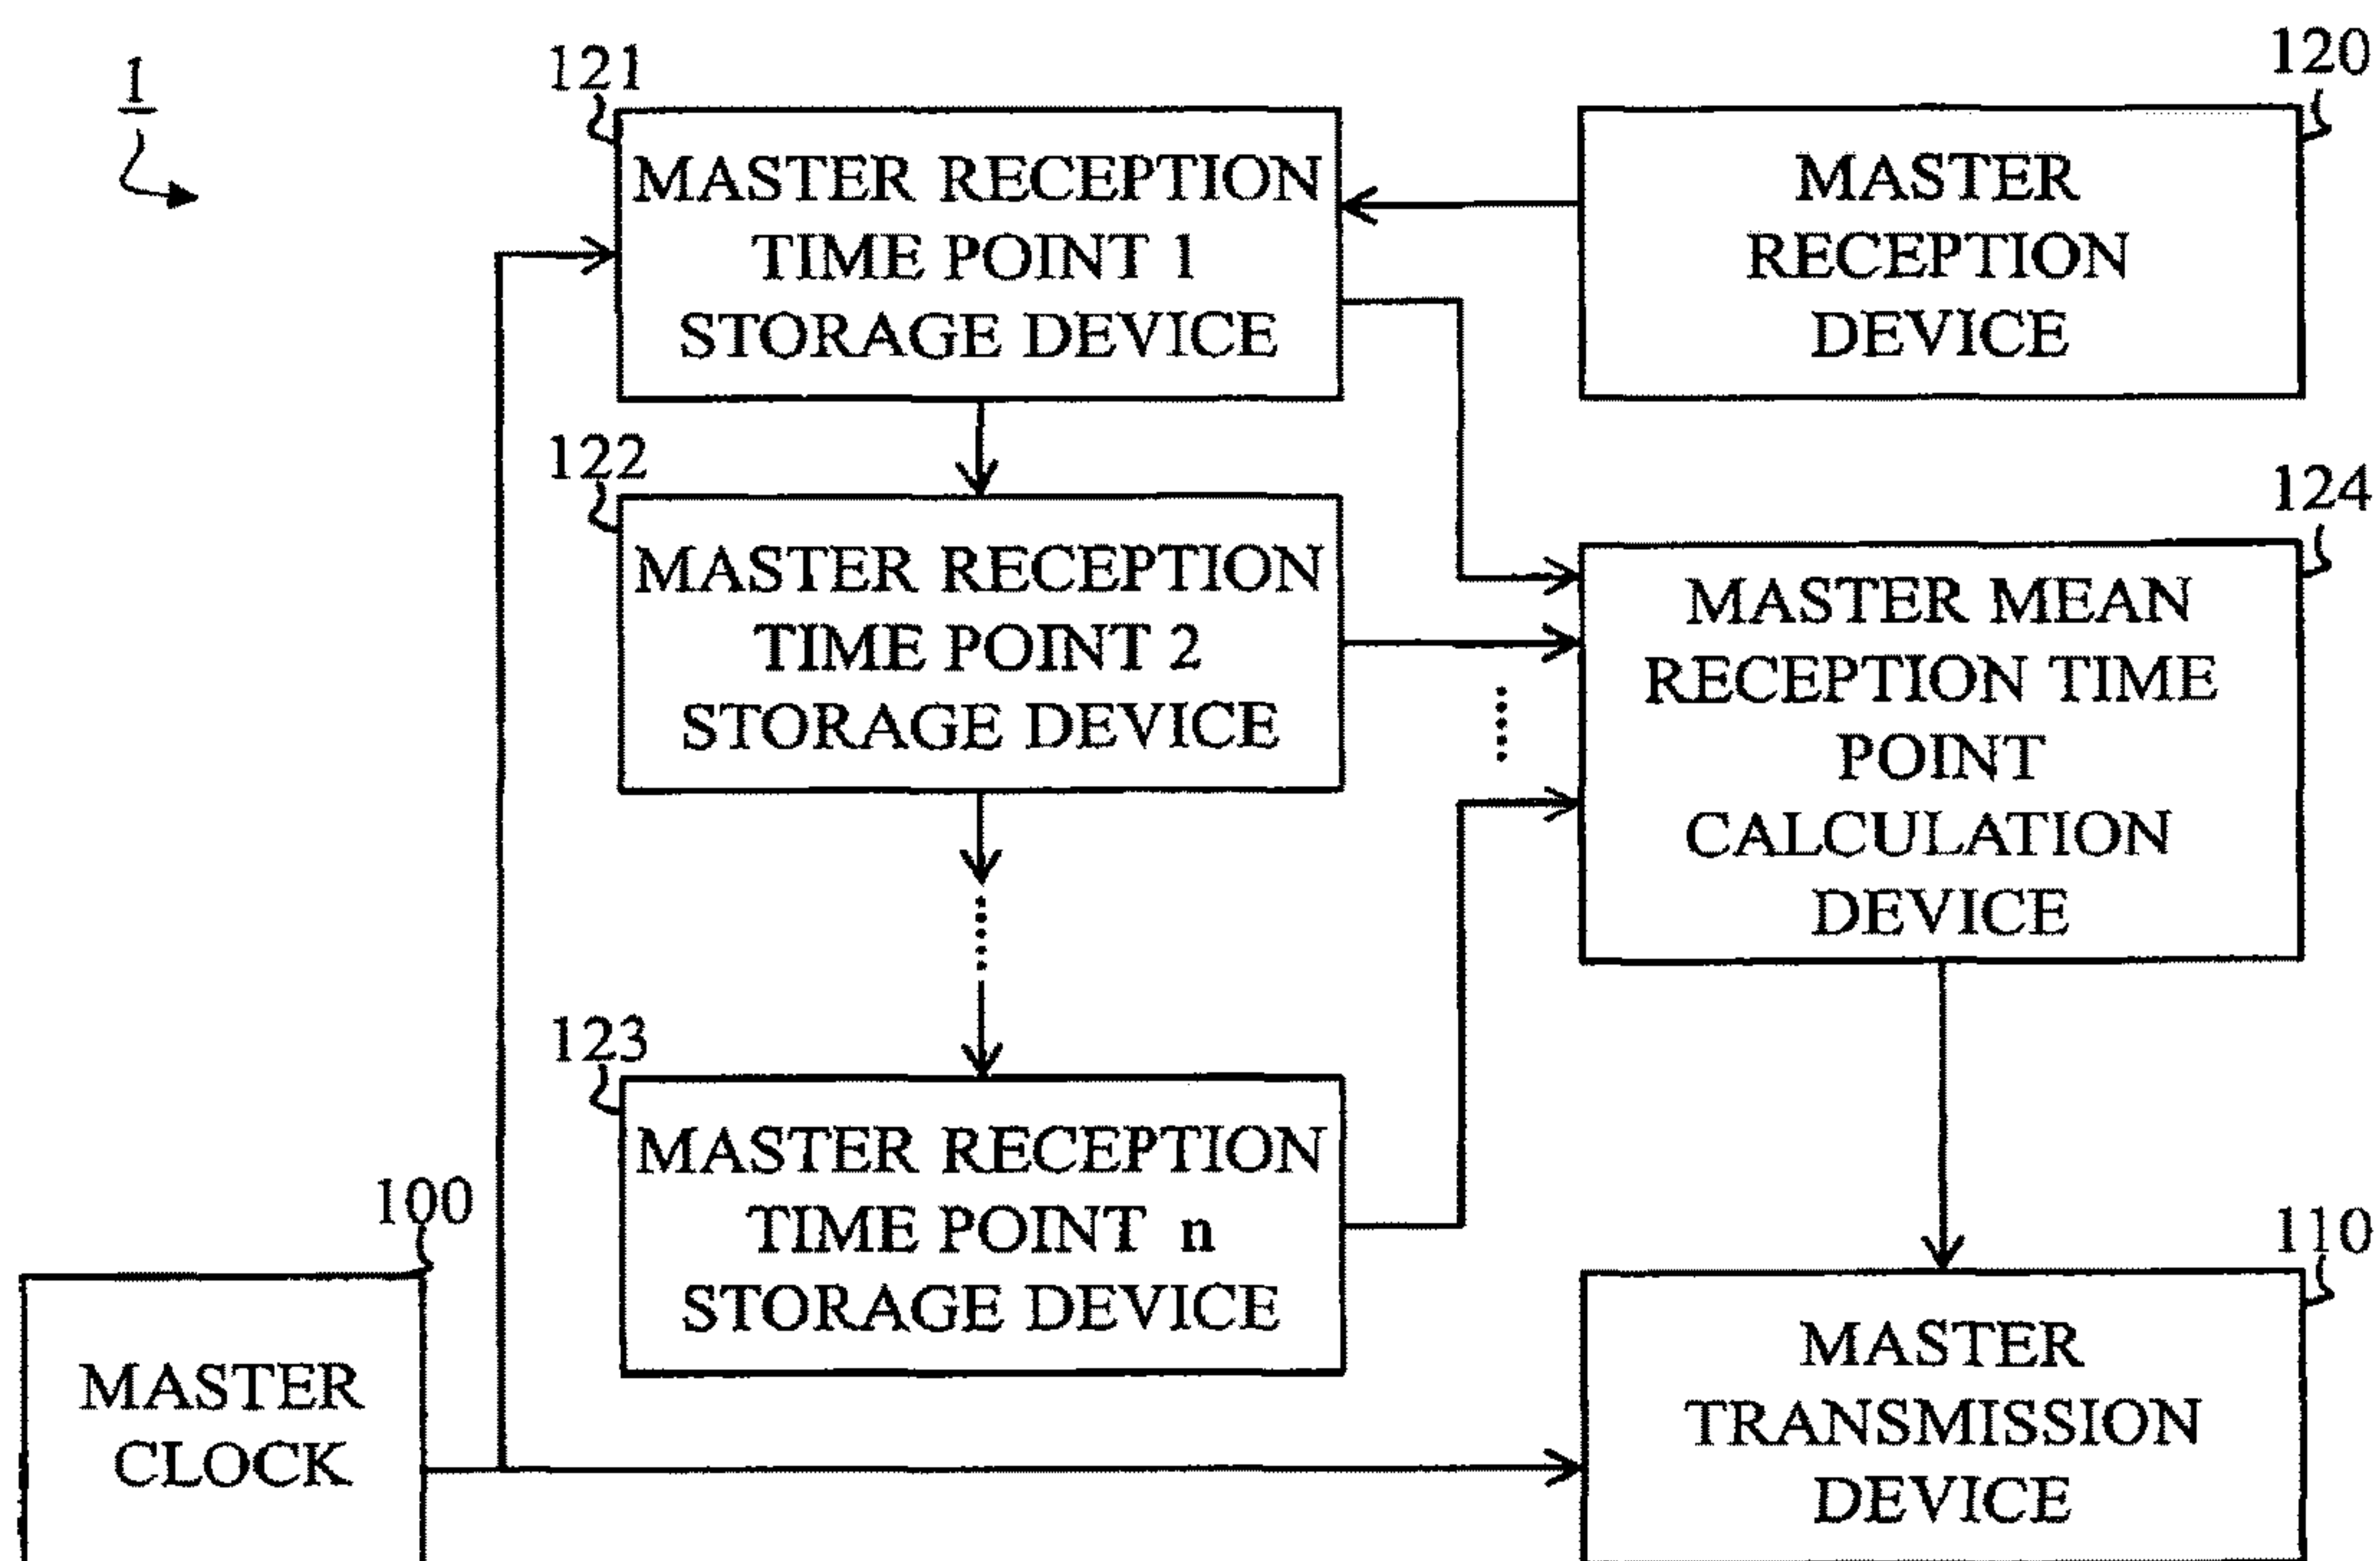 1
121
MASTER RECEPTION
TIME POINT 1
STORAGE DEVICE
120
MASTER
RECEPTION
DEVICE
122
MASTER RECEPTION
TIME POINT 2
STORAGE DEVICE
124
MASTER MEAN
RECEPTION TIME
POINT
CALCULATION
DEVICE
123
MASTER RECEPTION
TIME POINT n
STORAGE DEVICE
100
MASTER
CLOCK
110
MASTER
TRANSMISSION
DEVICE